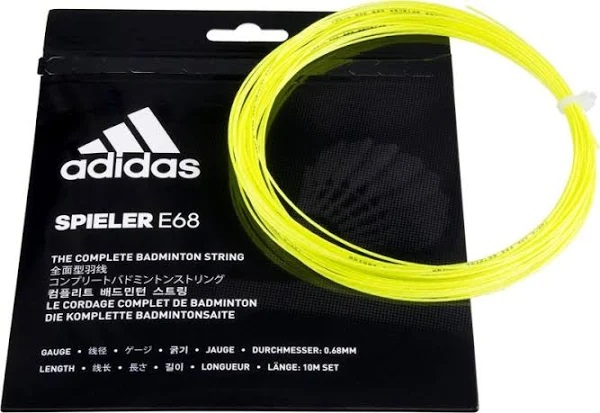 adidas
SPIELER E68
THE COMPLETE BADMINTON STRING
全面型羽线
コンプリートバドミントンストリング
컴플리트 배드민턴 스트링
LE CORDAGE COMPLET DE BADMINTON
DIE KOMPLETTE BADMINTONSAITE
GAUGE • 线径 • ゲージ • 굵기 • JAUGE • DURCHMESSER: 0.68MM
LENGTH • 线长 • 長さ • 길이 • LONGUEUR • LÄNGE: 10M SET